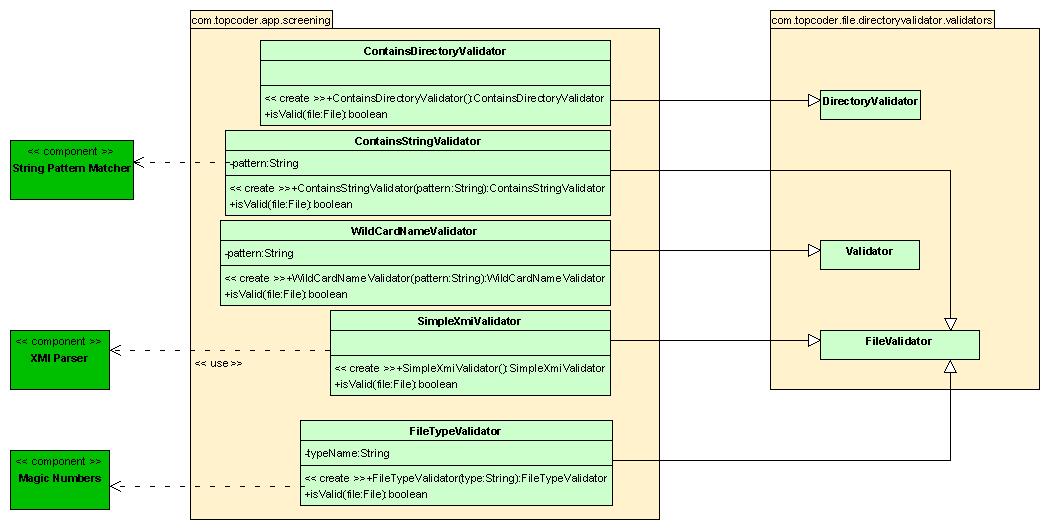 com.topcoder.app.screening
com.topcoder.file.directoryvalidator.validators
ContainsDirectoryValidator
<< create >>+ContainsDirectoryValidator():ContainsDirectoryValidator
+isValid(file:File):boolean
DirectoryValidator
<< component >>
String Pattern Matcher
ContainsStringValidator
-pattern:String
<< create >>+ContainsStringValidator(pattern:String):ContainsStringValidator
+isValid(file:File):boolean
WildCardNameValidator
-pattern:String
<< create >>+WildCardNameValidator(pattern:String):WildCardNameValidator
+isValid(file:File):boolean
Validator
<< component >>
XMI Parser
<< use >>
SimpleXmiValidator
<< create >>+SimpleXmiValidator():SimpleXmiValidator
+isValid(file:File):boolean
FileValidator
<< component >>
Magic Numbers
FileTypeValidator
-typeName:String
<< create >>+FileTypeValidator(type:String):FileTypeValidator
+isValid(file:File):boolean